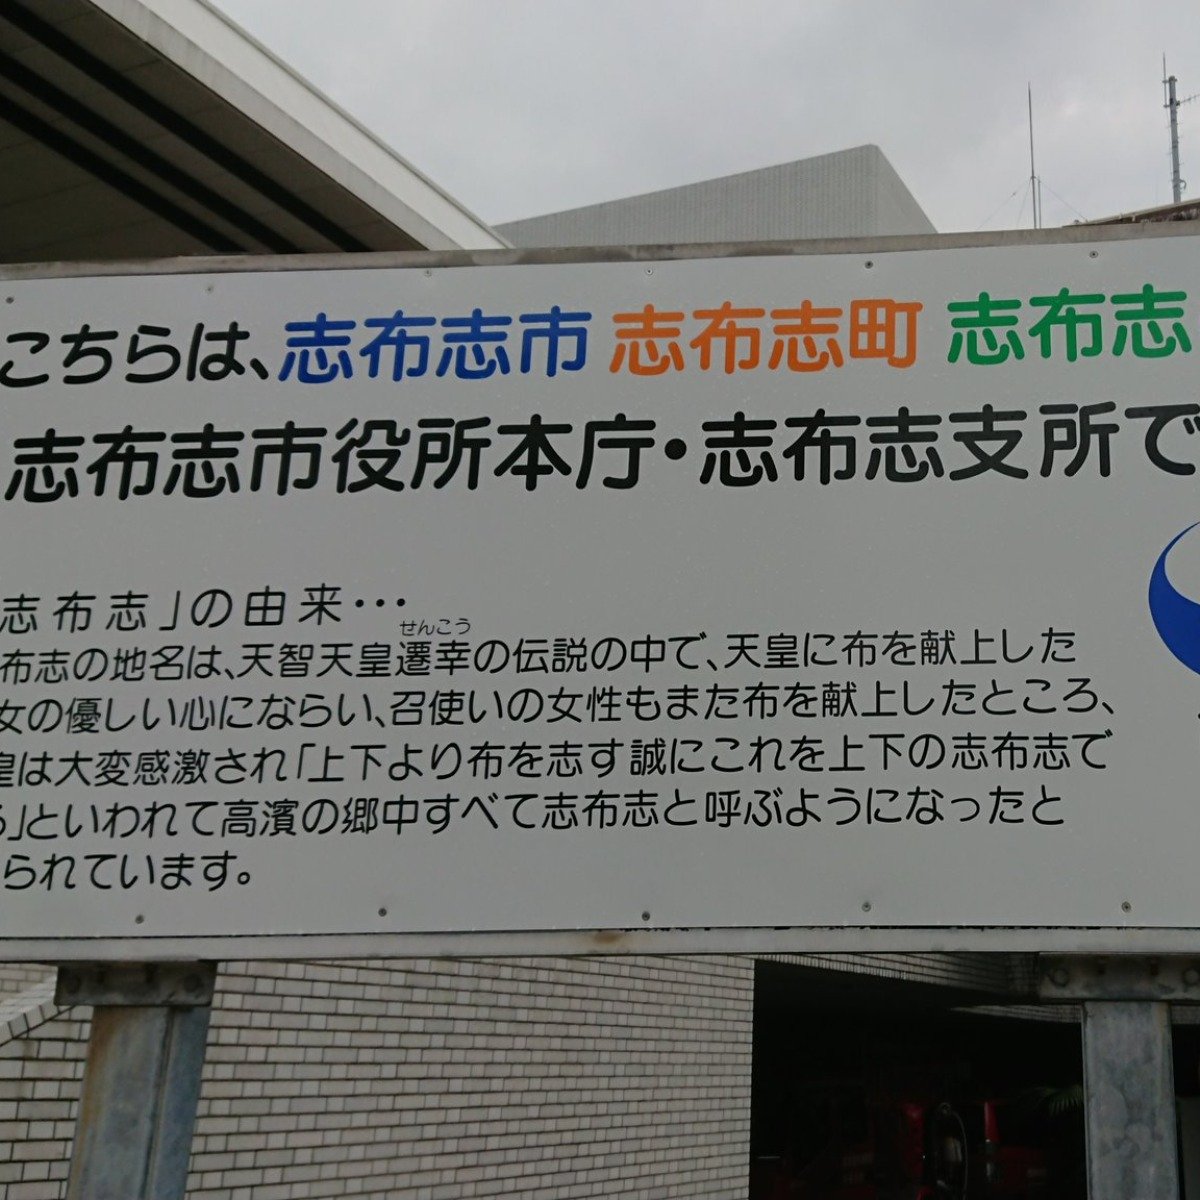 こちらは、志布志市 志布志町 志布志
志布志市役所本庁・志布志支所で
志布志」の由来・・・
せんこう
布志の地名は、天智天皇遷幸の伝説の中で、天皇に布を献上した
女の優しい心にならい、召使いの女性もまた布を献上したところ、
皇は大変感激され「上下より布を志す誠にこれを上下の志布志で
る」といわれて高濱の郷中すべて志布志と呼ぶようになったと
られています。